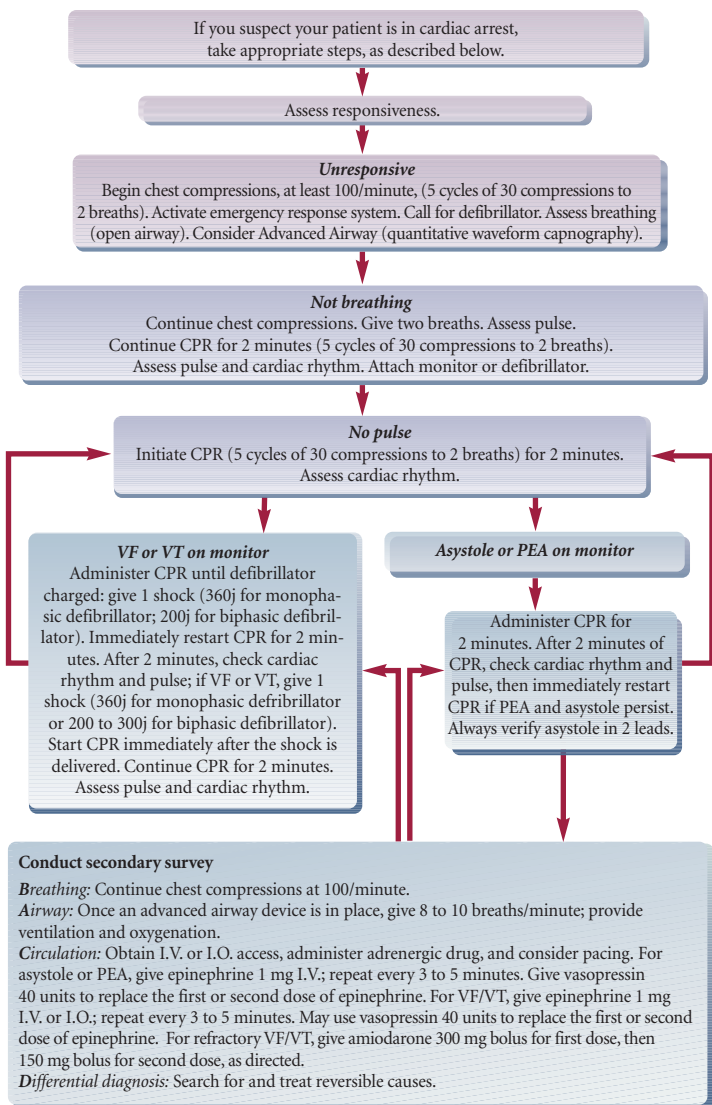 If you suspect your patient is in cardiac arrest,
take appropriate steps, as described below.
Assess responsiveness.
Unresponsive
Begin chest compressions, at least 100/minute, (5 cycles of 30 compressions to
2 breaths). Activate emergency response system. Call for defibrillator. Assess breathing
(open airway). Consider Advanced Airway (quantitative waveform capnography).
Not breathing
Continue chest compressions. Give two breaths. Assess pulse.
Continue CPR for 2 minutes (5 cycles of 30 compressions to 2 breaths).
Assess pulse and cardiac rhythm. Attach monitor or defibrillator.
No pulse
Initiate CPR (5 cycles of 30 compressions to 2 breaths) for 2 minutes.
Assess cardiac rhythm.
VF or VT on monitor
Administer CPR until defibrillator
charged: give 1 shock (360j for monopha-
sic defibrillator; 200j for biphasic defibril-
lator). Immediately restart CPR for 2 min-
utes. After 2 minutes, check cardiac
rhythm and pulse; if VF or VT, give 1
shock (360j for monophasic defribrillator
or 200 to 300j for biphasic defibrillator).
Start CPR immediately after the shock is
delivered. Continue CPR for 2 minutes.
Assess pulse and cardiac rhythm.
Asystole or PEA on monitor
Administer CPR for
2 minutes. After 2 minutes of
CPR, check cardiac rhythm and
pulse, then immediately restart
CPR if PEA and asystole persist.
Always verify asystole in 2 leads.
Conduct secondary survey
Breathing: Continue chest compressions at 100/minute.
Airway: Once an advanced airway device is in place, give 8 to 10 breaths/minute; provide
ventilation and oxygenation.
Circulation: Obtain I.V. or I.O. access, administer adrenergic drug, and consider pacing. For
asystole or PEA, give epinephrine 1 mg I.V.; repeat every 3 to 5 minutes. Give vasopressin
40 units to replace the first or second dose of epinephrine. For VF/VT, give epinephrine 1 mg
I.V. or I.O.; repeat every 3 to 5 minutes. May use vasopressin 40 units to replace the first or second
dose of epinephrine. For refractory VF/VT, give amiodarone 300 mg bolus for first dose, then
150 mg bolus for second dose, as directed.
Differential diagnosis: Search for and treat reversible causes.